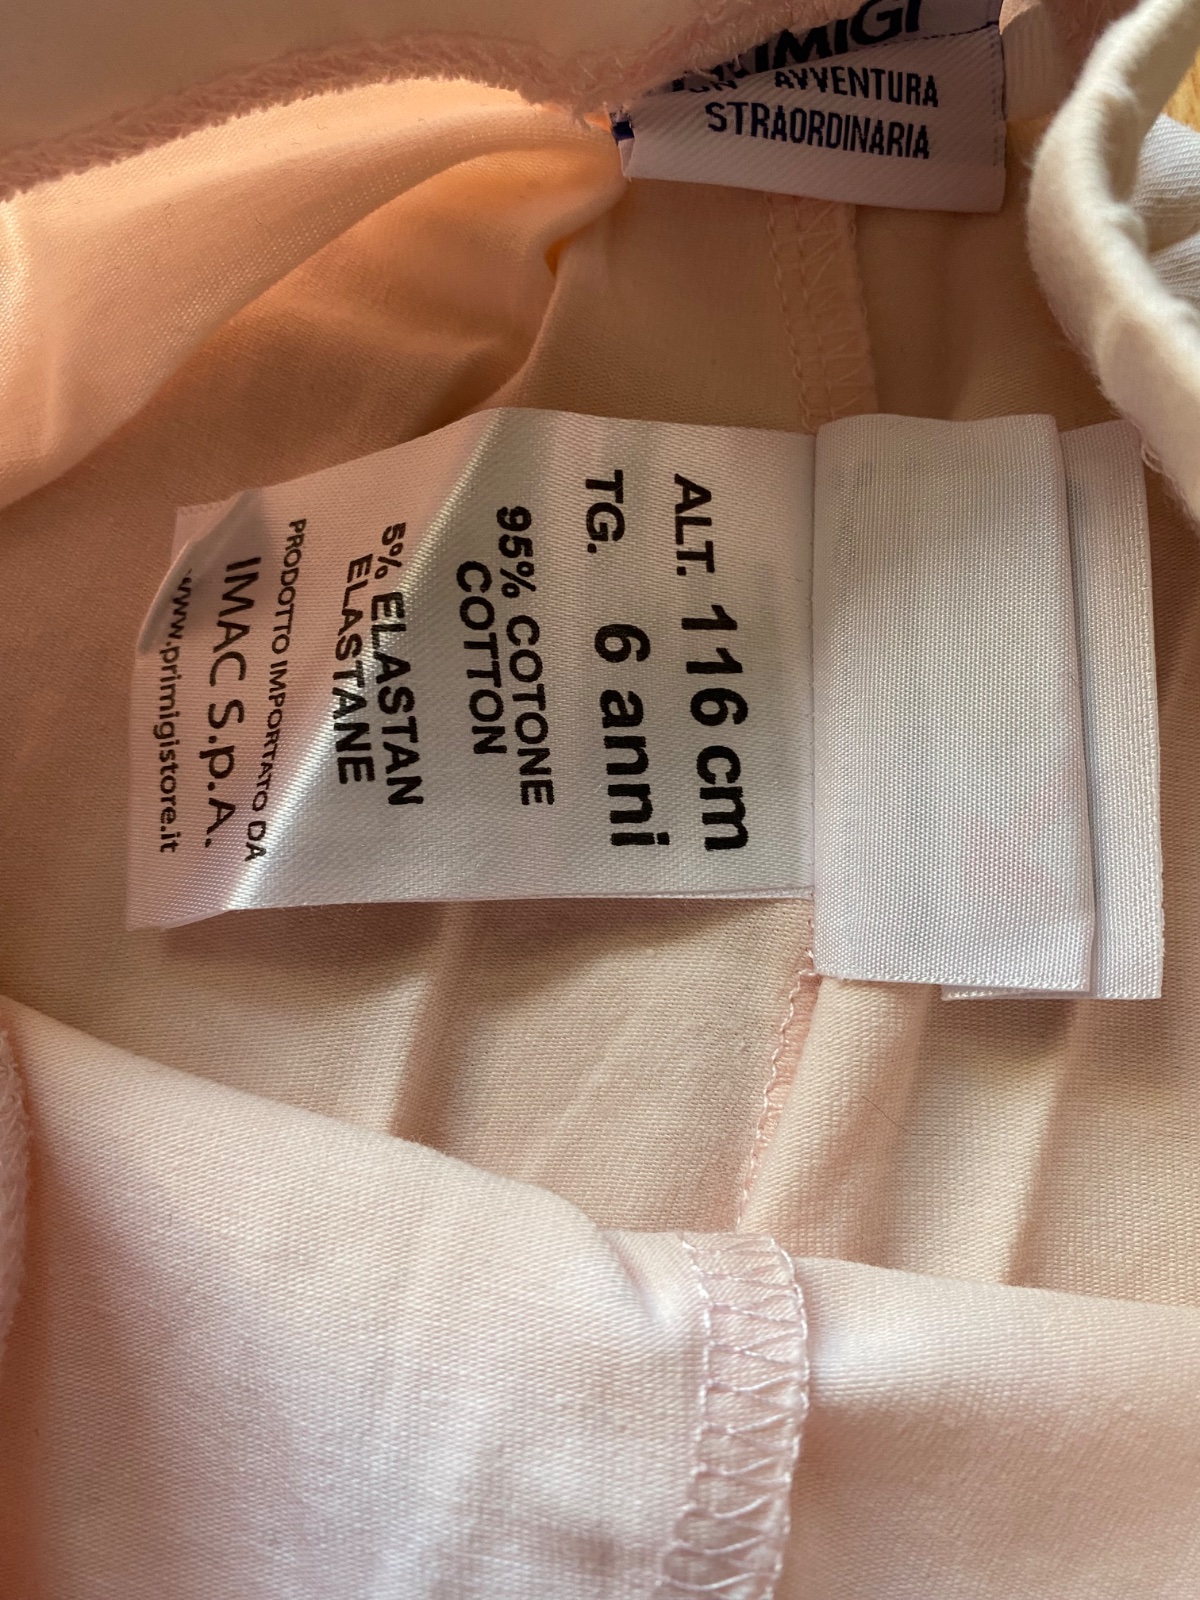 AVVENTURA
STRAORDINARIA
ALT. 116 cm
TG. 6 anni
95% COTONE
COTTON
5% ELASTAN
ELASTANE
PRODOTTO IMPORTATO DA
IMAC S.p.A.
www.primigistore.it